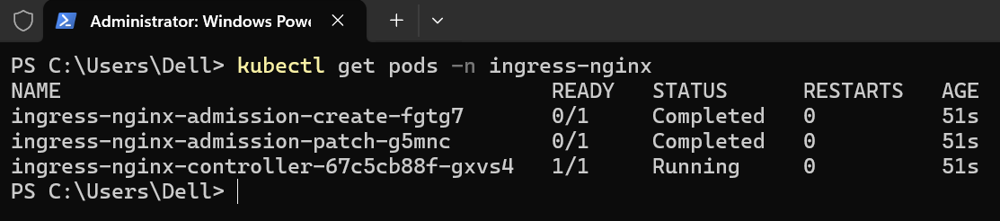 Administrator: Windows Powe
PS C:\Users\Dell> kubectl get pods -n ingress-nginx
NAME READY STATUS RESTARTS AGE
ingress-nginx-admission-create-fgtg7 0/1 Completed 0 51s
ingress-nginx-admission-patch-g5mnc 0/1 Completed 0 51s
ingress-nginx-controller-67c5cb88f-gxvs4 1/1 Running 0 51s
PS C:\Users\Dell>